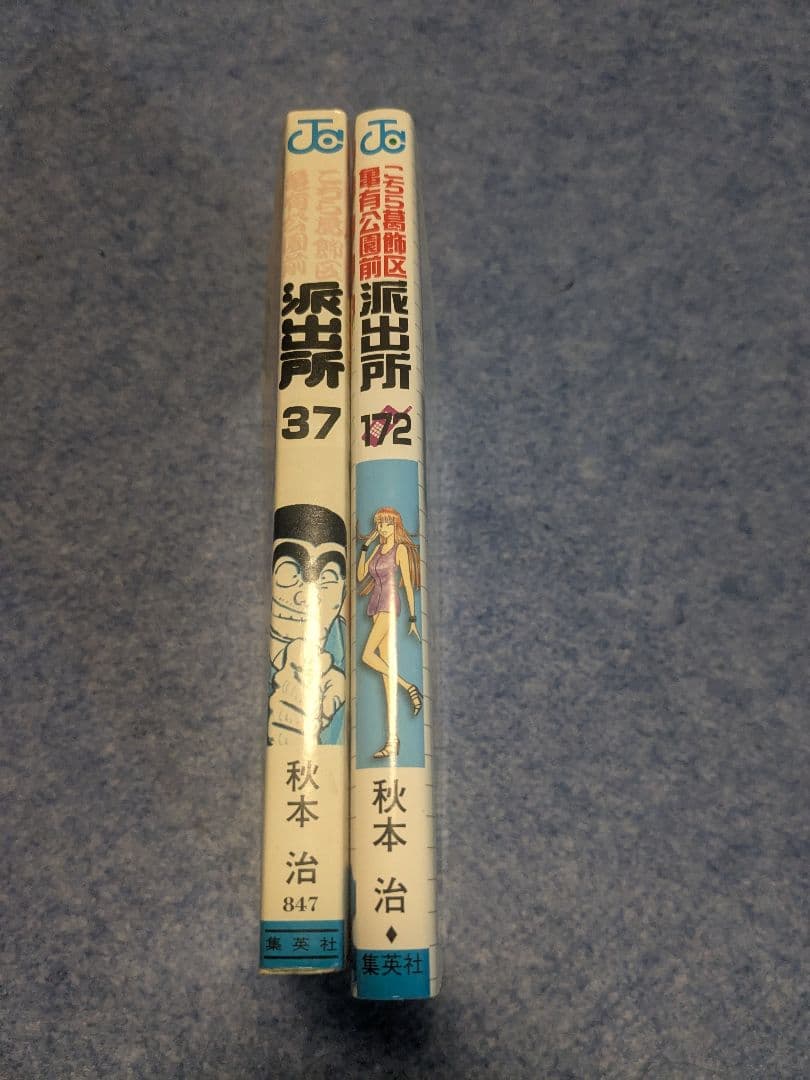 JC
こちら葛飾区
亀有公園前
派出所
37
秋本 治
847
集英社
JC
こちら葛飾区
亀有公園前
派出所
172
秋本 治
集英社